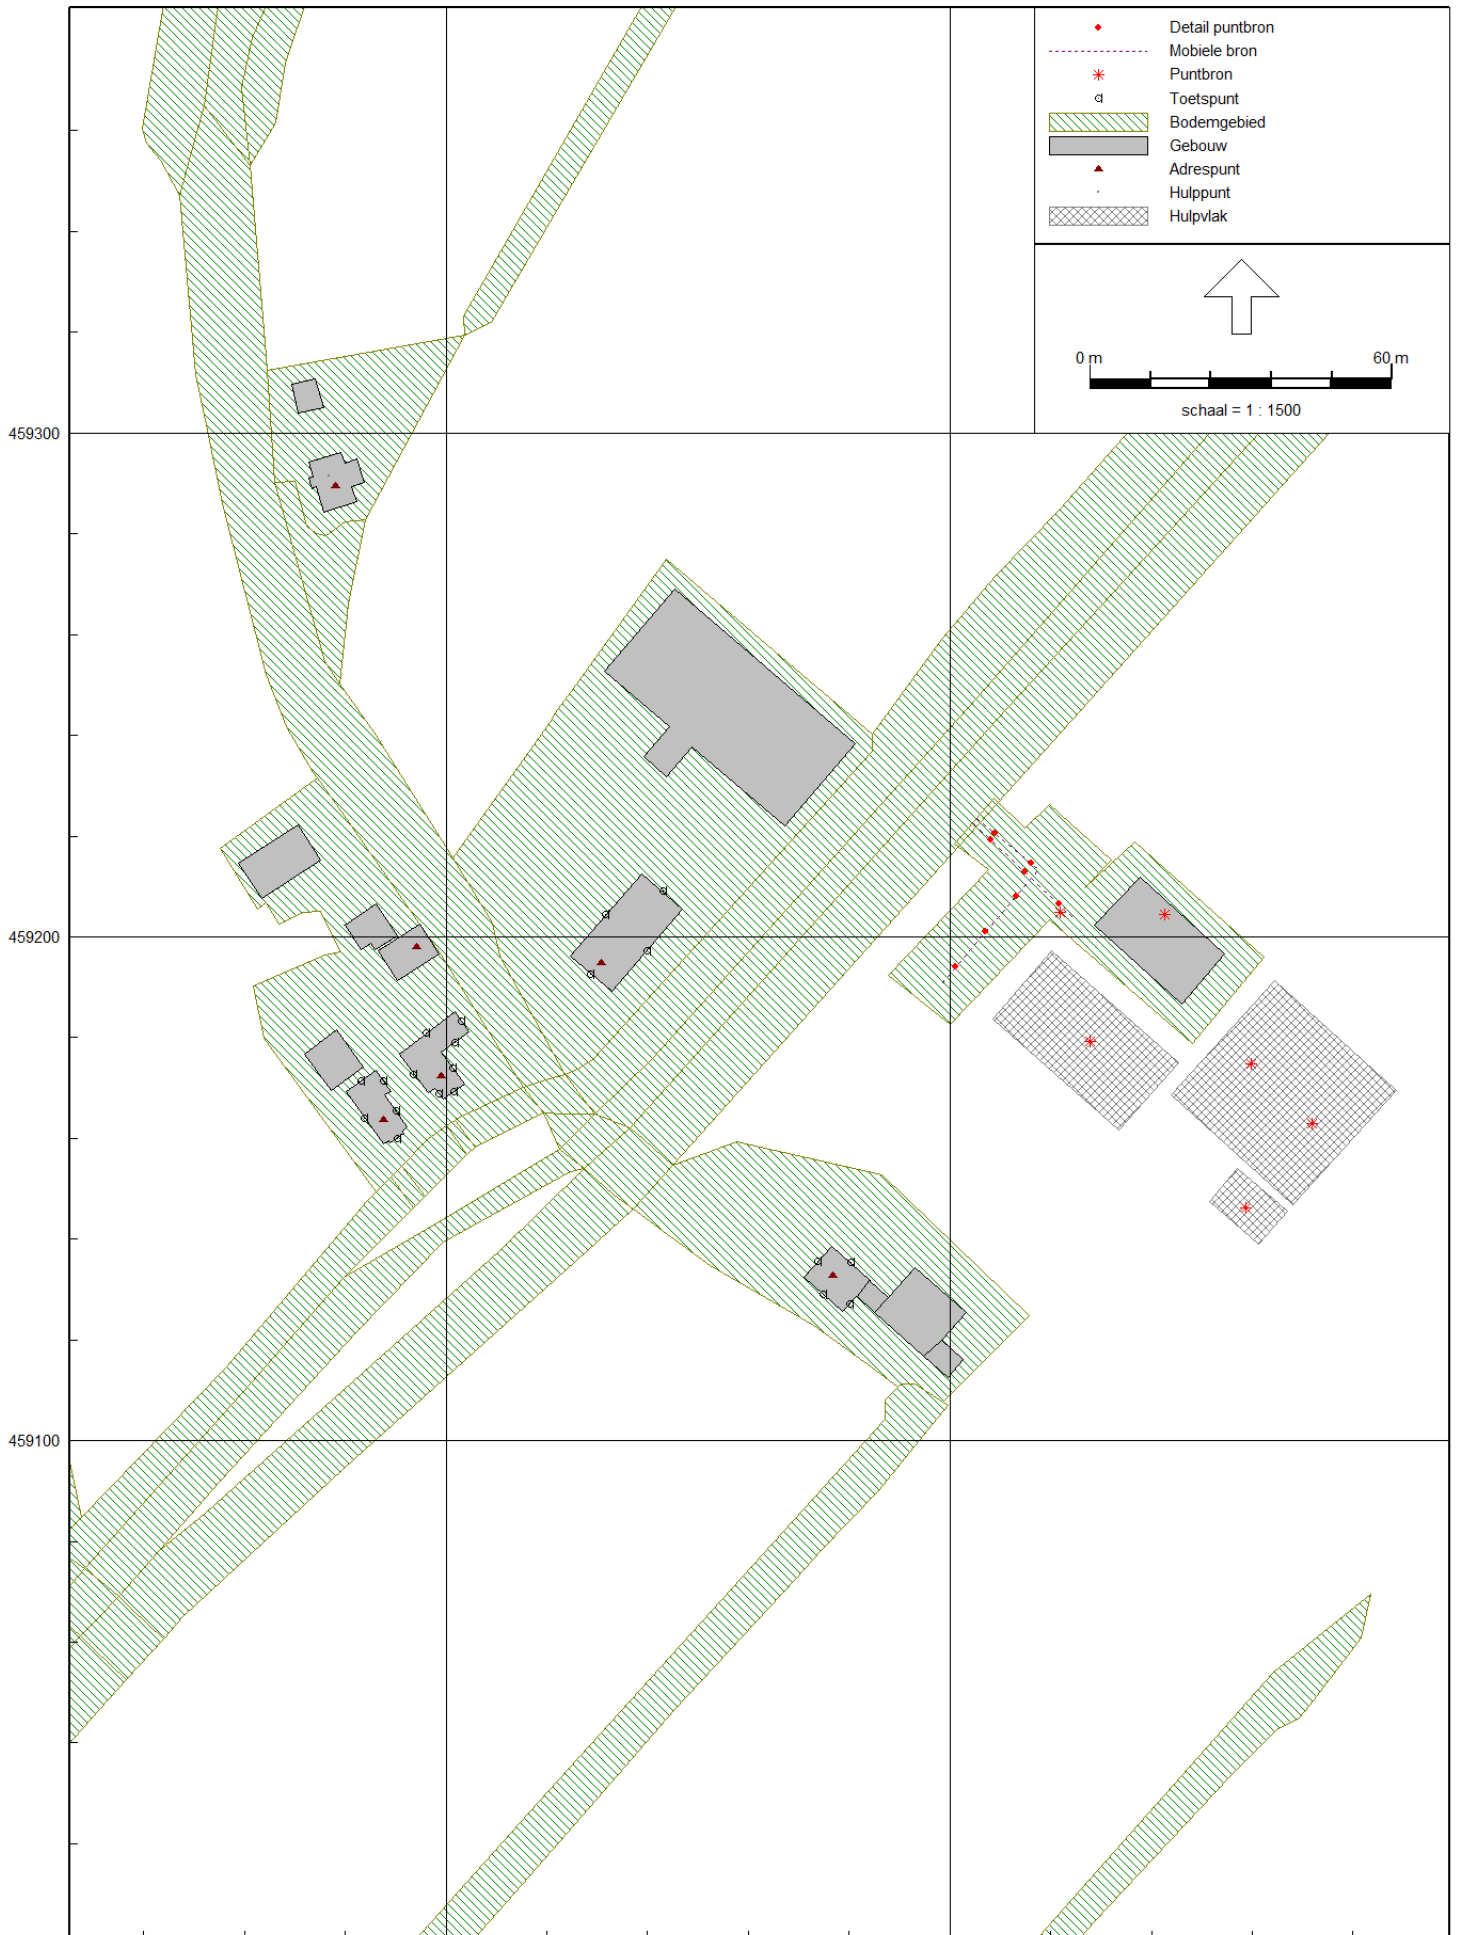 Detail puntbron
Mobiele bron
Puntbron
Toetspunt
Bodemgebied
Gebouw
Adrespunt
Hulppunt
Hulpvlak
0 m 60 m
schaal = 1 : 1500
459300
459200
459100